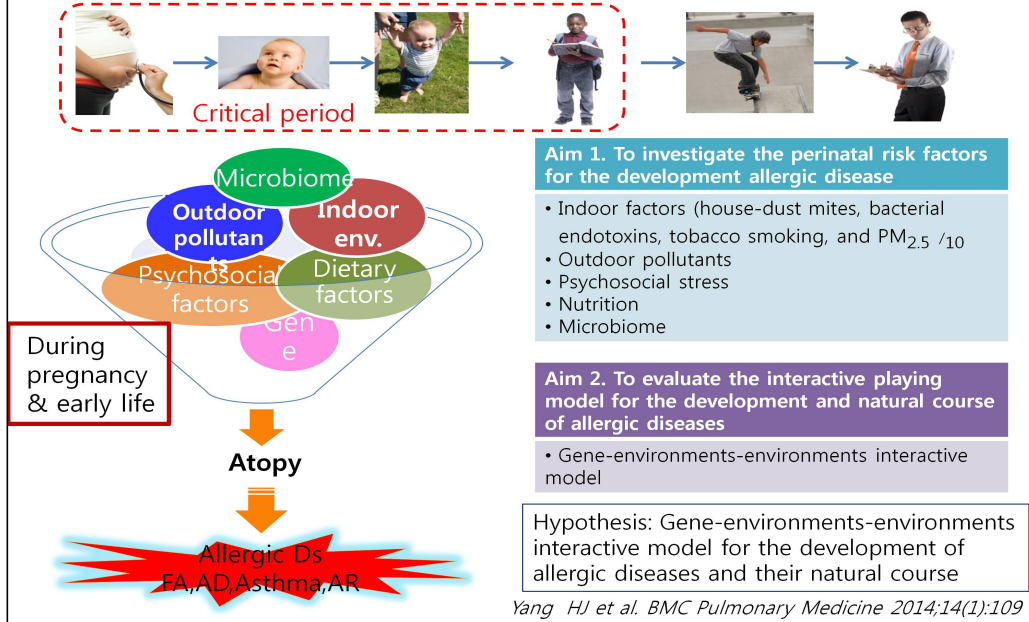 Critical period
Microbiome
Outdoor
pollutan
ts
Indoor
env.
Psychosocial
factors
Dietary
factors
Gen
e
During
pregnancy
& early life
Atopy
Allergic Ds
FA,AD,Asthma,AR
Aim 1. To investigate the perinatal risk factors
for the development allergic disease
• Indoor factors (house-dust mites, bacterial
endotoxins, tobacco smoking, and PM2.5 /10
• Outdoor pollutants
• Psychosocial stress
• Nutrition
• Microbiome
Aim 2. To evaluate the interactive playing
model for the development and natural course
of allergic diseases
• Gene-environments-environments interactive
model
Hypothesis: Gene-environments-environments
interactive model for the development of
allergic diseases and their natural course
Yang HJ et al. BMC Pulmonary Medicine 2014;14(1):109